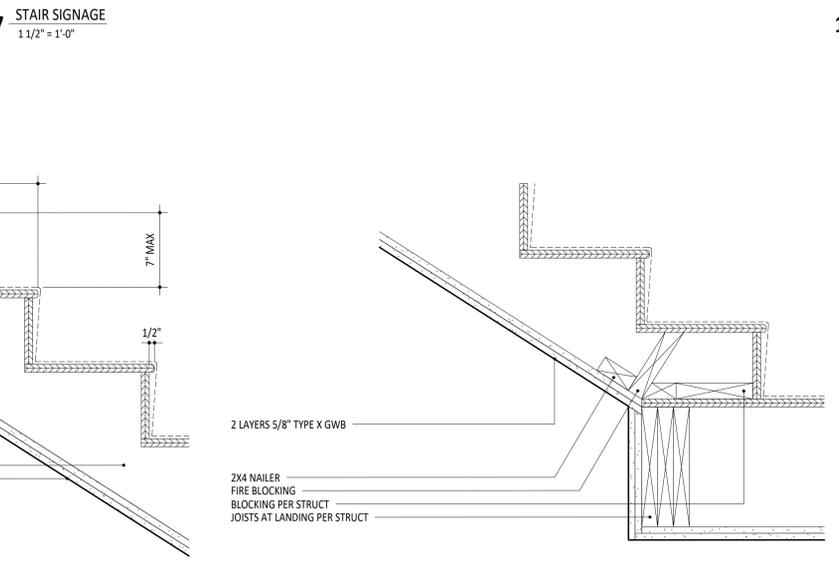 STAIR SIGNAGE
1 1/2" = 1'-0"
7" MAX
1/2"
2 LAYERS 5/8" TYPE X GWB
2X4 NAILER
FIRE BLOCKING
BLOCKING PER STRUCT
JOISTS AT LANDING PER STRUCT